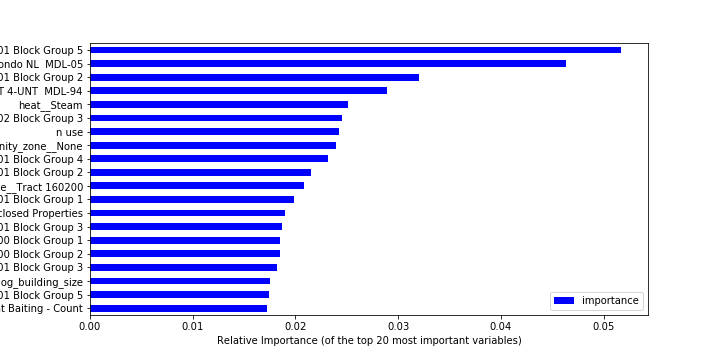 01 Block Group 5
ondo NL MDL-05
01 Block Group 2
T 4-UNT MDL-94
heat__Steam
02 Block Group 3
n use
nity_zone__None
01 Block Group 4
01 Block Group 2
e__Tract 160200
01 Block Group 1
closed Properties
01 Block Group 3
00 Block Group 1
00 Block Group 2
01 Block Group 3
og_building_size
01 Block Group 5
nt Baiting - Count
importance
0.00 0.01 0.02 0.03 0.04 0.05
Relative Importance (of the top 20 most important variables)